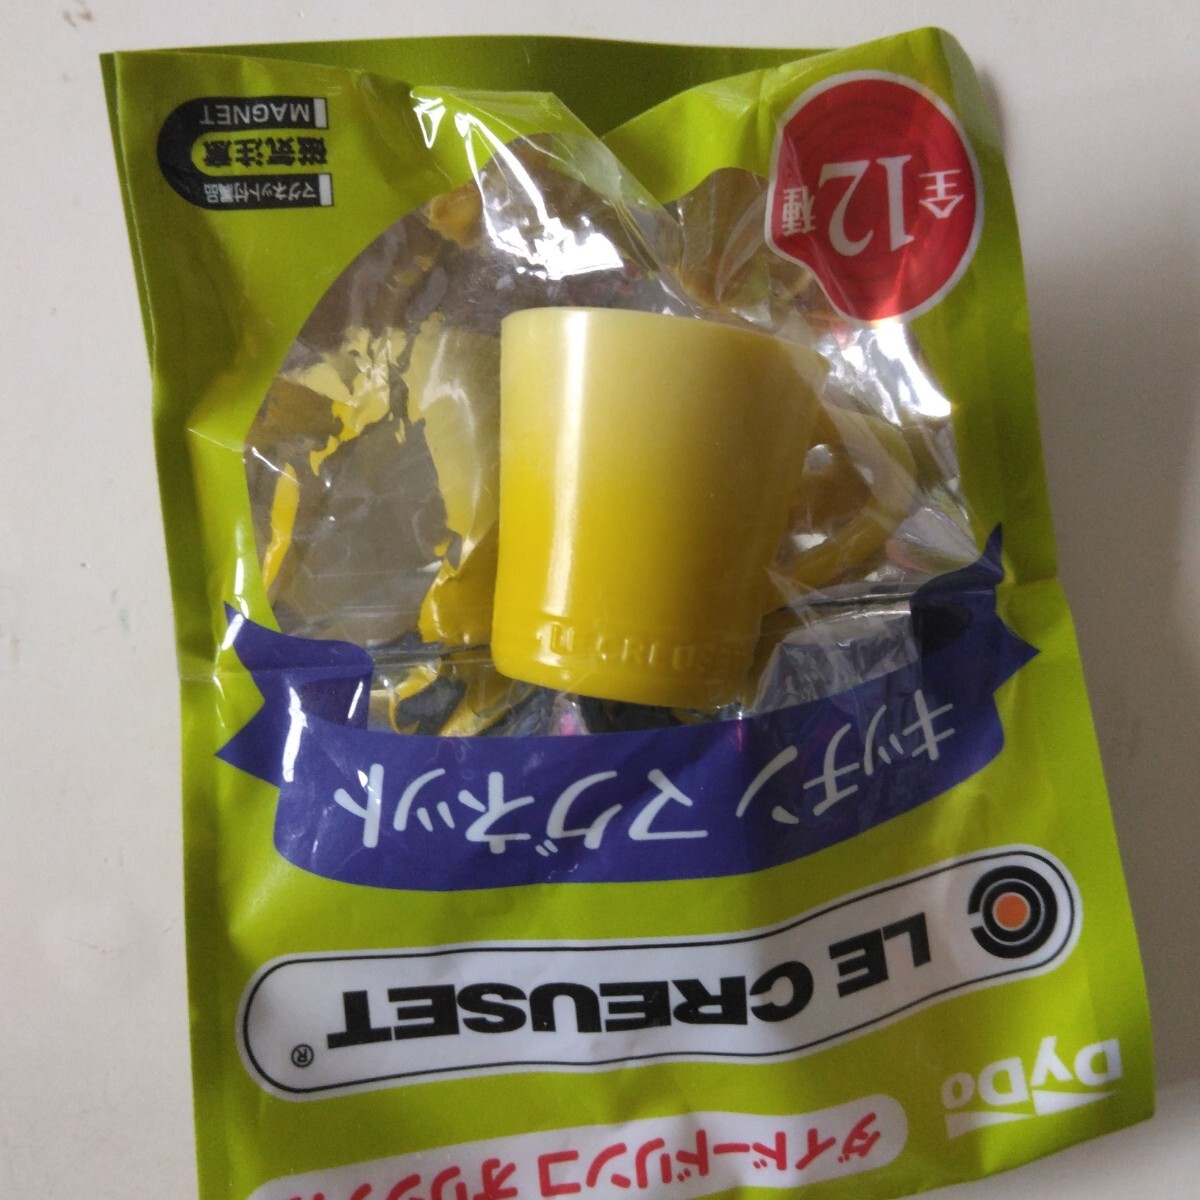 ダイドードリンコ オリジ
DyDo
LE CREUSET®
キッチン マグネット
LE CREUSET
全12種
マグネット付属品
磁気注意
MAGNET